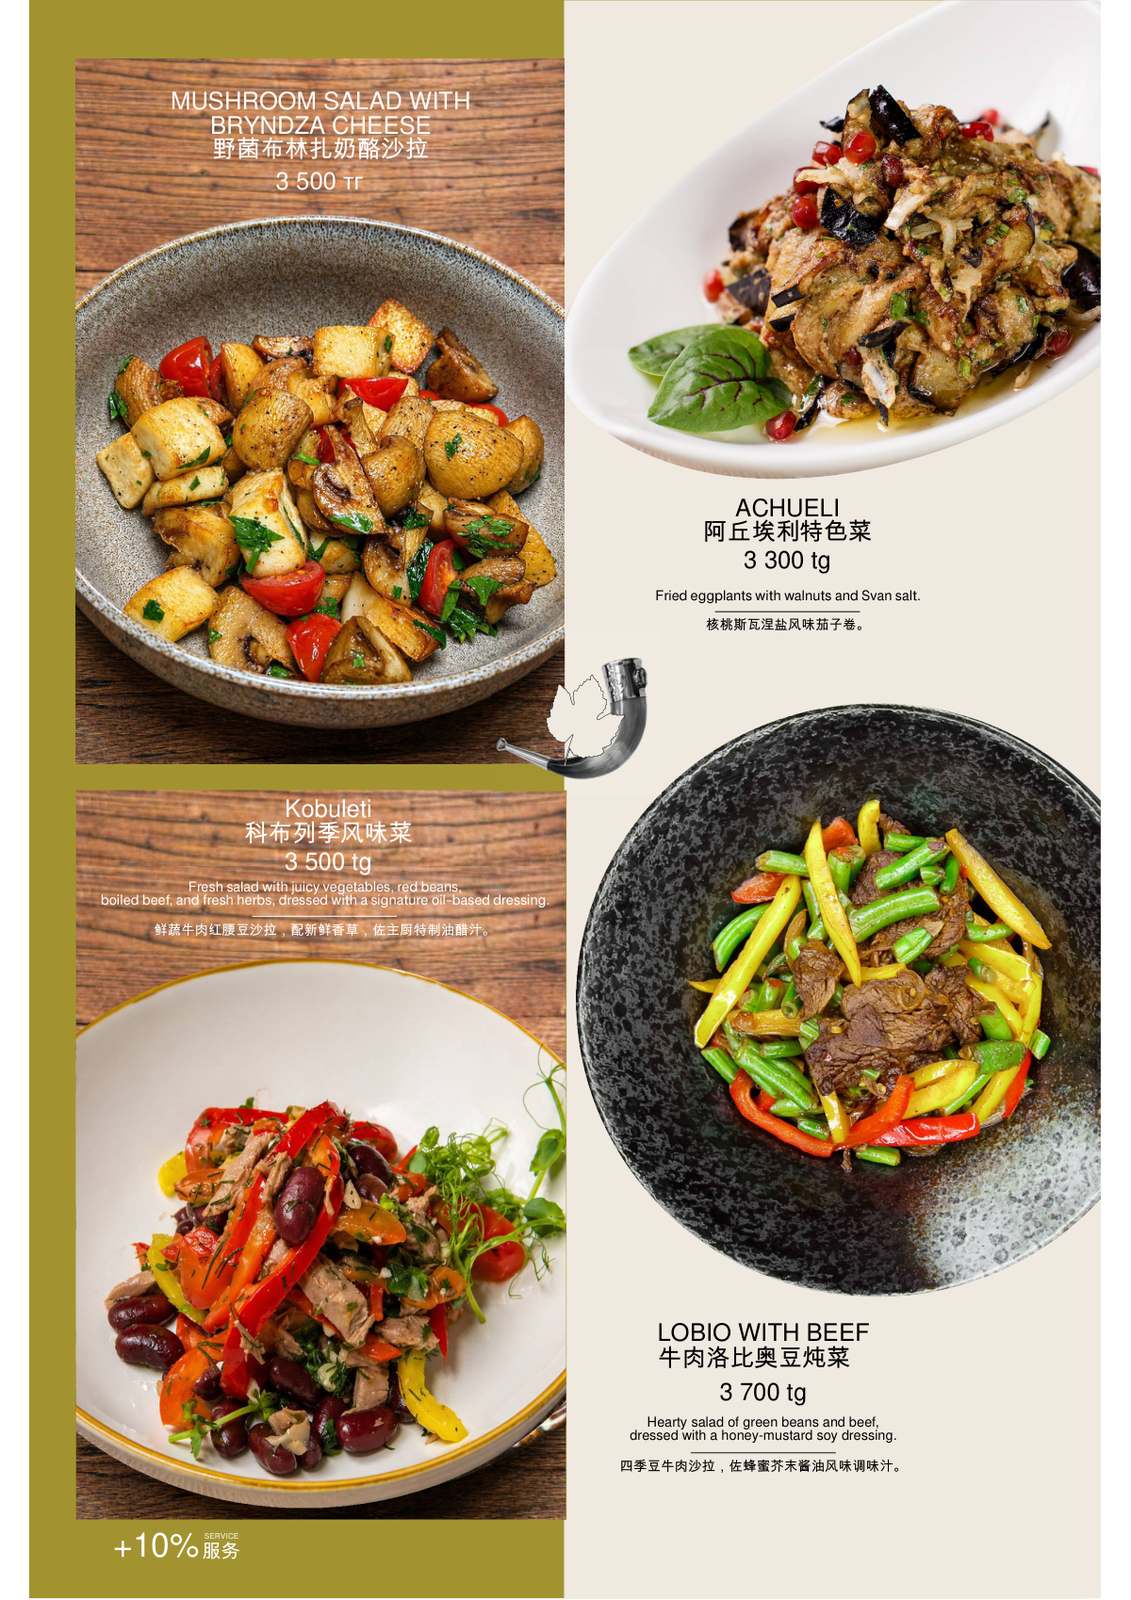 MUSHROOM SALAD WITH
BRYNDZA CHEESE
野菌布林扎奶酪沙拉
3 500 тг
ACHUELI
阿丘埃利特色菜
3 300 tg
Fried eggplants with walnuts and Svan salt.
核桃斯瓦涅盐风味茄子卷。
Kobuleti
科布列季风味菜
3 500 tg
Fresh salad with juicy vegetables, red beans,
boiled beef, and fresh herbs, dressed with a signature oil-based dressing.
鲜蔬牛肉红腰豆沙拉，配新鲜香草，佐主厨特制油醋汁。
LOBIO WITH BEEF
牛肉洛比奥豆炖菜
3 700 tg
Hearty salad of green beans and beef,
dressed with a honey-mustard soy dressing.
四季豆牛肉沙拉，佐蜂蜜芥末酱油风味调味汁。
+10% SERVICE
服务